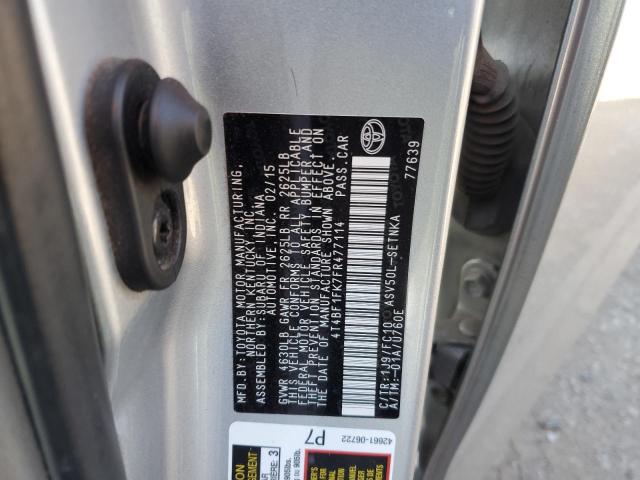 MFD. BY:TOYOTA MOTOR MANUFACTURING,
NORTHERN KENTUCKY INC.
ASSEMBLED BY:SUBARU OF INDIANA
AUTOMOTIVE,INC. 02/15
GVWR 4630LB GAWR FR 2625LB RR 2625LB
THIS VEHICLE CONFORMS TO ALL APPLICABLE
FEDERAL MOTOR VEHICLE SAFETY, BUMPER,AND
THEFT PREVENTION STANDARDS IN EFFECT ON
THE DATE OF MANUFACTURE SHOWN ABOVE.
4T4BF1FK7FR477114 PASS.CAR
C/TR:1J9/FC10 ASV50L-SETNKA
A/TM:-01A/U760E 77639
P7
42661-06722